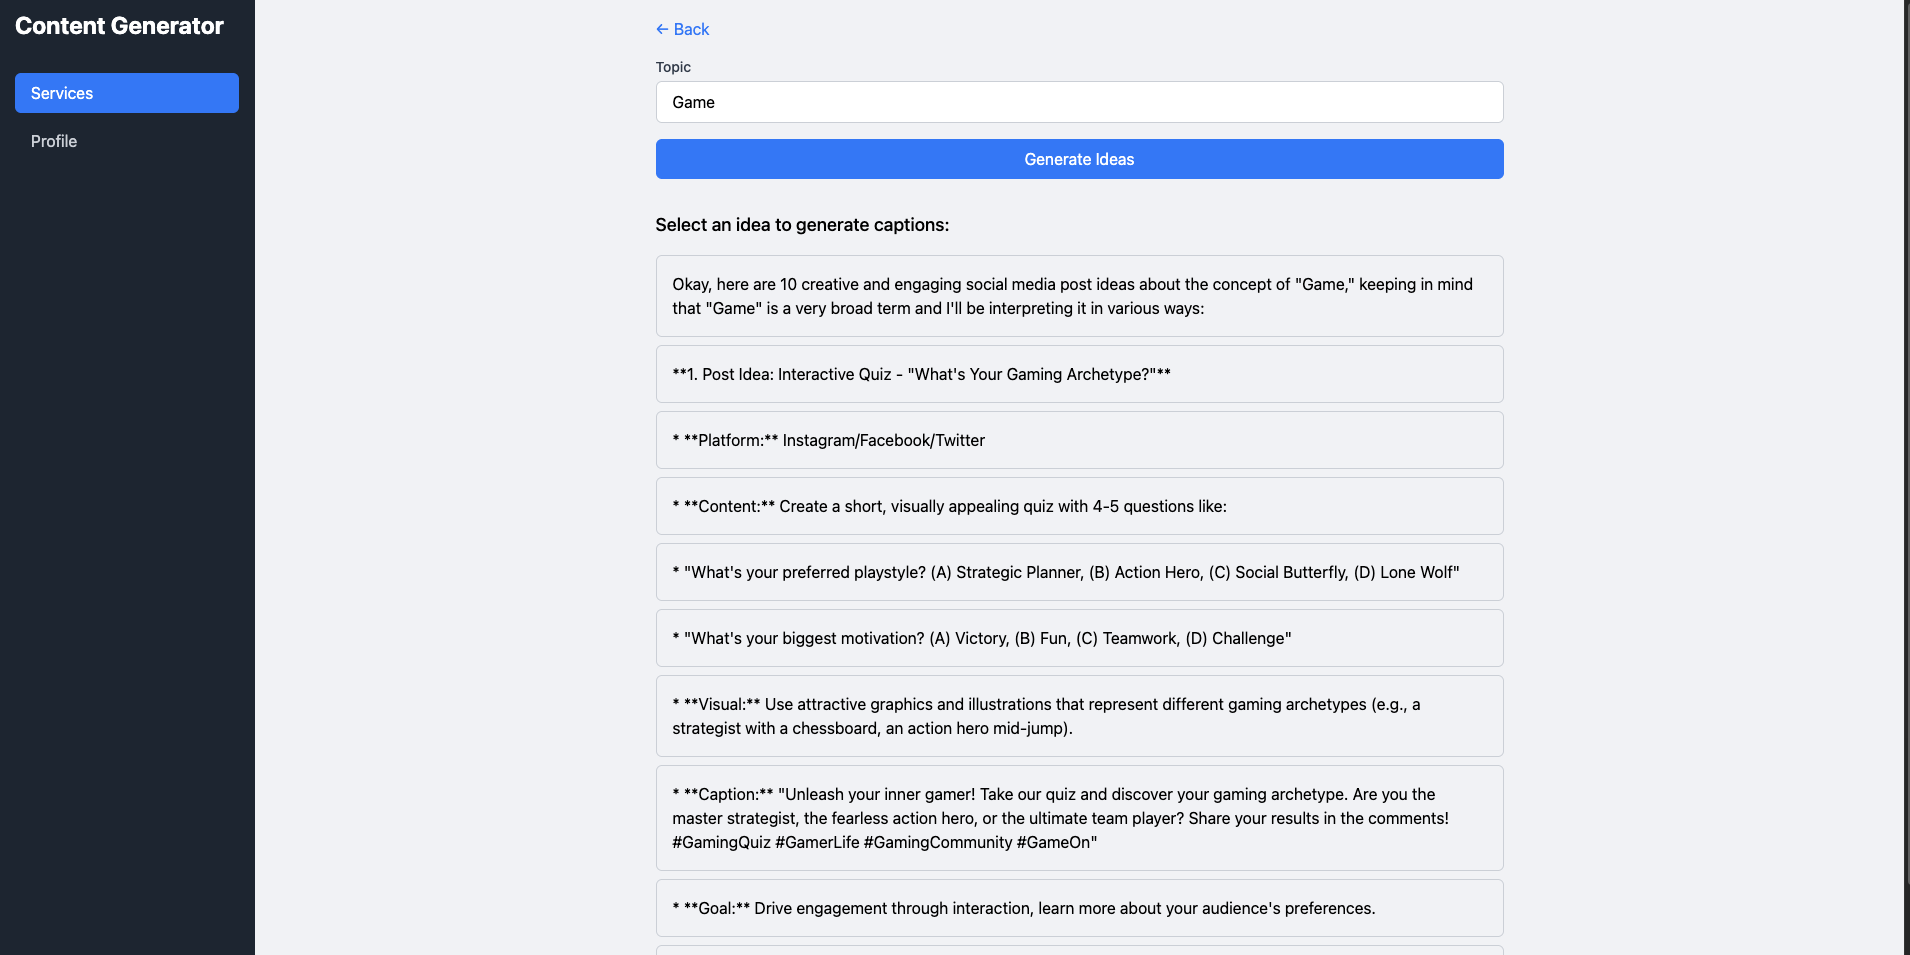 Content Generator
Services
Profile
← Back
Topic
Game
Generate Ideas
Select an idea to generate captions:
Okay, here are 10 creative and engaging social media post ideas about the concept of "Game," keeping in mind
that "Game" is a very broad term and I'll be interpreting it in various ways:
**1. Post Idea: Interactive Quiz - "What's Your Gaming Archetype?"**
* **Platform:** Instagram/Facebook/Twitter
* **Content:** Create a short, visually appealing quiz with 4-5 questions like:
* "What's your preferred playstyle? (A) Strategic Planner, (B) Action Hero, (C) Social Butterfly, (D) Lone Wolf"
* "What's your biggest motivation? (A) Victory, (B) Fun, (C) Teamwork, (D) Challenge"
* **Visual:** Use attractive graphics and illustrations that represent different gaming archetypes (e.g., a
strategist with a chessboard, an action hero mid-jump).
* **Caption:** "Unleash your inner gamer! Take our quiz and discover your gaming archetype. Are you the
master strategist, the fearless action hero, or the ultimate team player? Share your results in the comments!
#GamingQuiz #GamerLife #GamingCommunity #GameOn"
* **Goal:** Drive engagement through interaction, learn more about your audience's preferences.